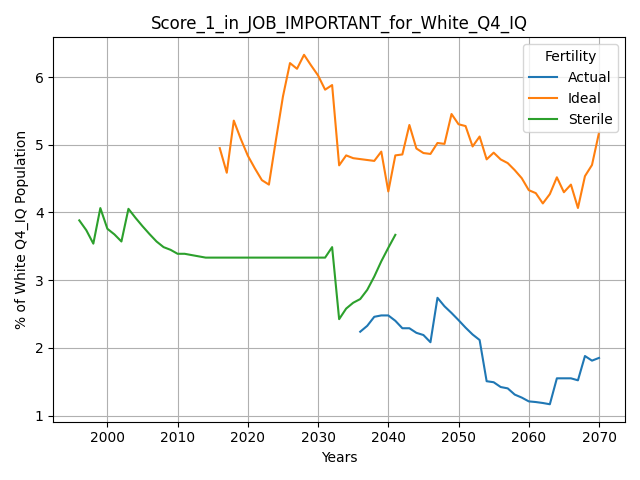 Score_1_in_JOB_IMPORTANT_for_White_Q4_IQ
Fertility
Actual
Ideal
Sterile
% of White Q4_IQ Population
6
5
4
3
2
1
2000 2010 2020 2030 2040 2050 2060 2070
Years